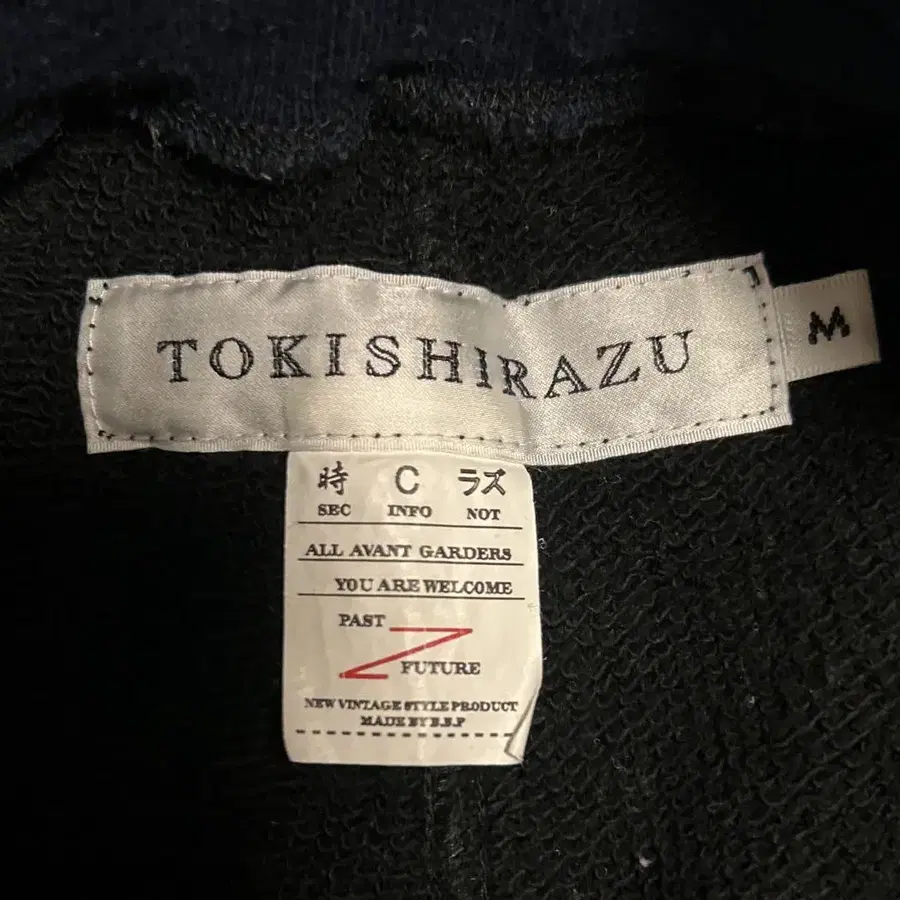 TOKISHIRAZU
M
時 C ラズ
SEC INFO NOT
ALL AVANT GARDERS
YOU ARE WELCOME
PAST
FUTURE
NEW VINTAGE STYLE PRODUCT
MADE BY B.B.P